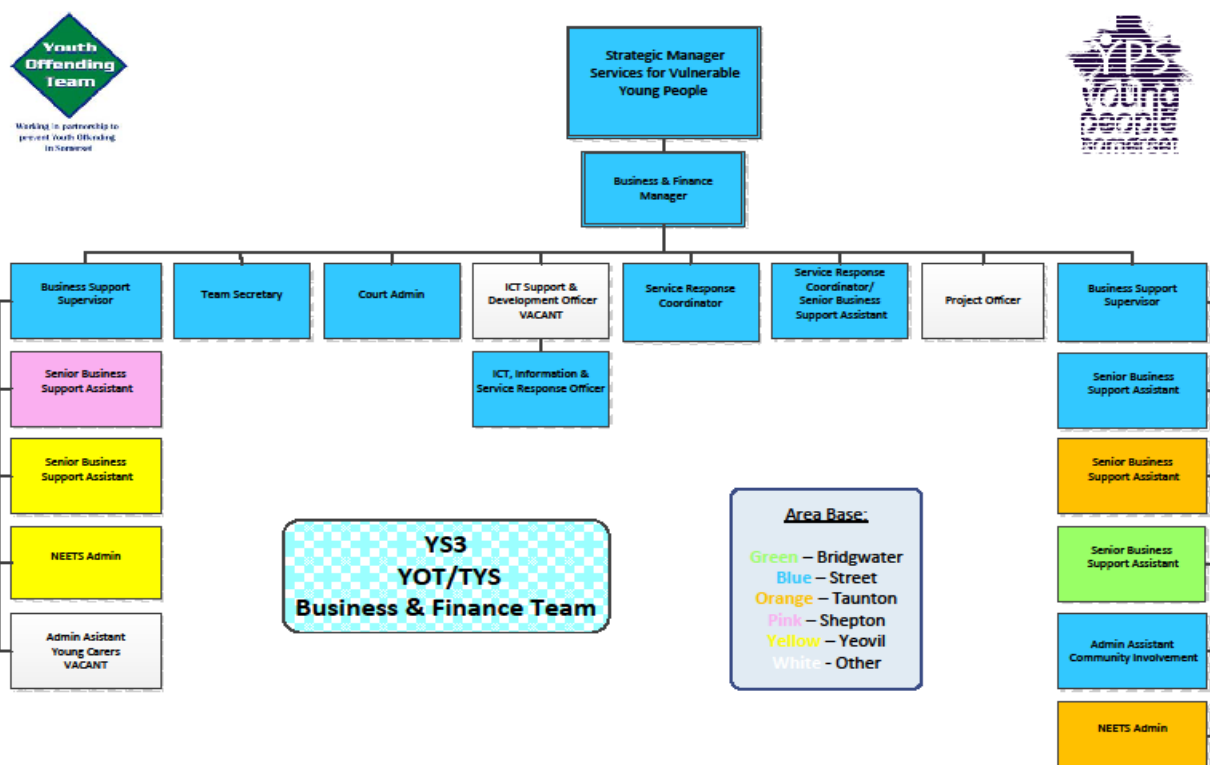 Youth
Offending
Team
Working in partnership to
prevent Youth Offending
in Somerset
YPS
young
people
somerset
Strategic Manager
Services for Vulnerable
Young People
Business & Finance
Manager
Business Support
Supervisor
Team Secretary
Court Admin
ICT Support &
Development Officer
VACANT
Service Response
Coordinator
Service Response
Coordinator/
Senior Business
Support Assistant
Project Officer
Business Support
Supervisor
Senior Business
Support Assistant
ICT, Information &
Service Response Officer
Senior Business
Support Assistant
Senior Business
Support Assistant
Senior Business
Support Assistant
NEETS Admin
Senior Business
Support Assistant
Admin Asistant
Young Carers
VACANT
Admin Assistant
Community Involvement
NEETS Admin
YS3
YOT/TYS
Business & Finance Team
Area Base:
Green – Bridgwater
Blue – Street
Orange – Taunton
Pink – Shepton
Yellow – Yeovil
White - Other